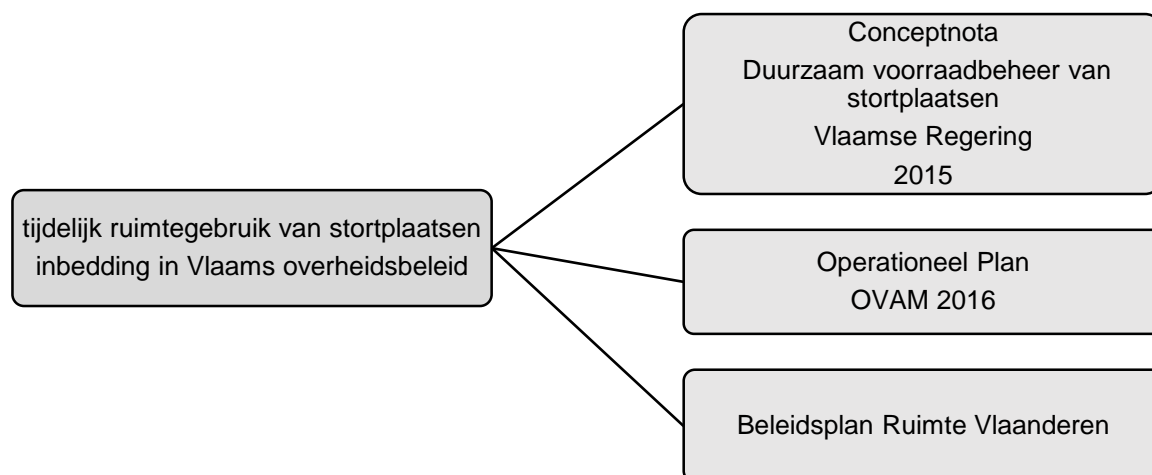 tijdelijk ruimtegebruik van stortplaatsen
inbedding in Vlaams overheidsbeleid
Conceptnota
Duurzaam voorraadbeheer van
stortplaatsen
Vlaamse Regering
2015
Operationeel Plan
OVAM 2016
Beleidsplan Ruimte Vlaanderen